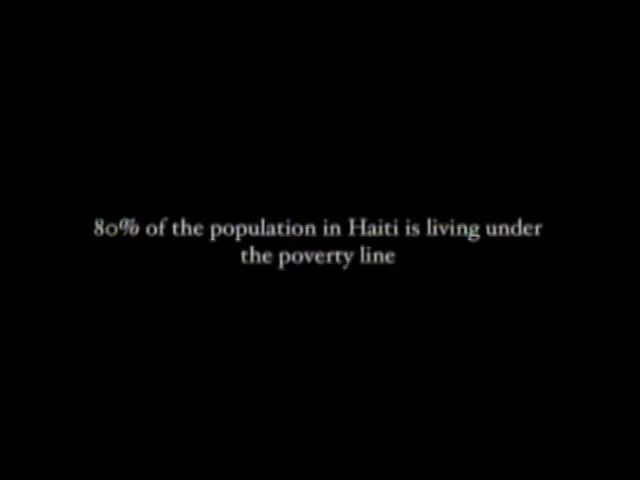 80% of the population in Haiti is living under
the poverty line